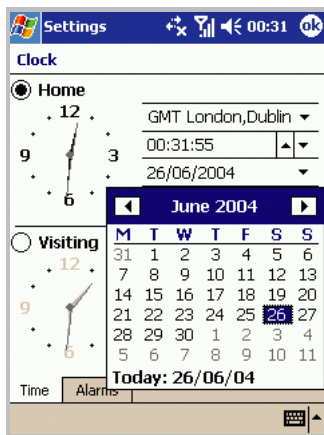 Settings 00:31 ok
Clock
Home
12
9 3
6
GMT London,Dublin
00:31:55
26/06/2004
June 2004
M T W T F S S
31 1 2 3 4 5 6
7 8 9 10 11 12 13
14 15 16 17 18 19 20
21 22 23 24 25 26 27
28 29 30 1 2 3 4
5 6 7 8 9 10 11
Today: 26/06/04
Visiting
12
9
6
Time Alarms